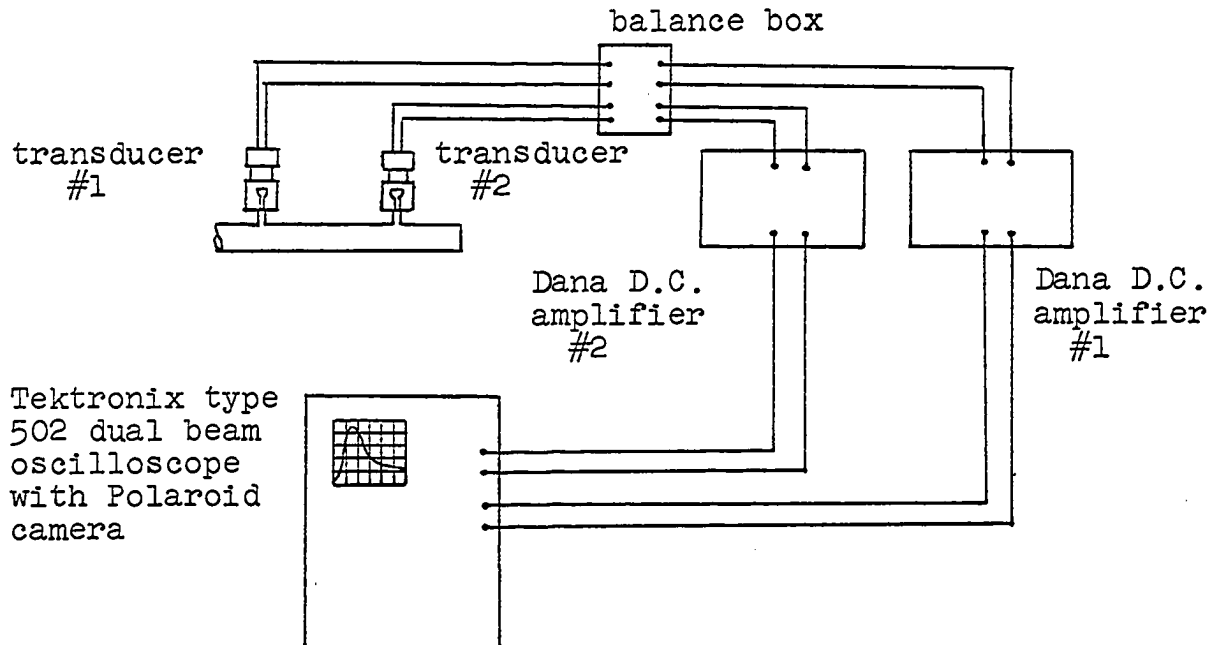 balance box
transducer
#1
transducer
#2
Dana D.C.
amplifier
#2
Dana D.C.
amplifier
#1
Tektronix type
502 dual beam
oscilloscope
with Polaroid
camera